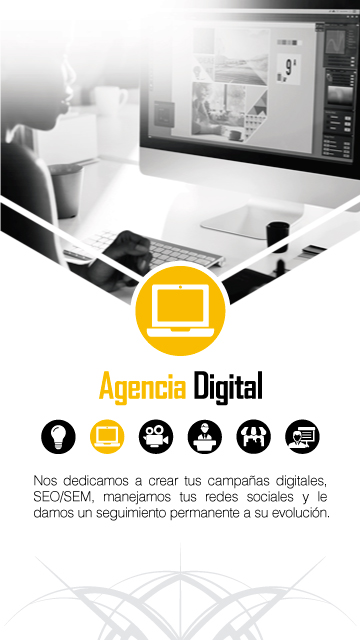 9
Agencia Digital
Nos dedicamos a crear tus campañas digitales,
SEO/SEM, manejamos tus redes sociales y le
damos un seguimiento permanente a su evolución.